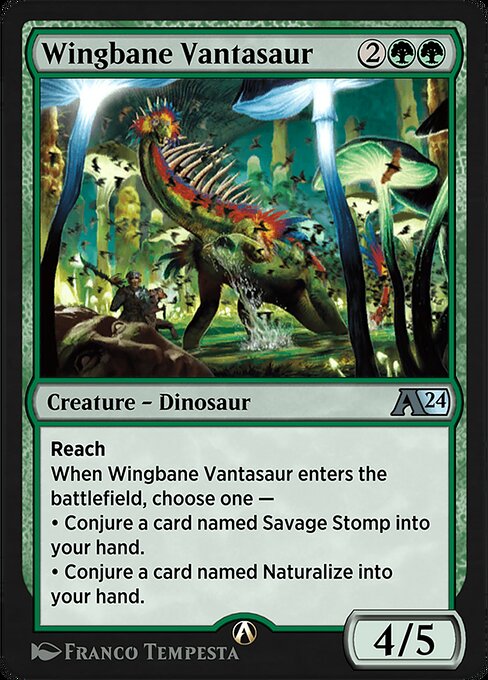 Wingbane Vantasaur 2
Creature – Dinosaur A24
Reach
When Wingbane Vantasaur enters the
battlefield, choose one —
• Conjure a card named Savage Stomp into
your hand.
• Conjure a card named Naturalize into
your hand.
4/5
A
Franco Tempesta